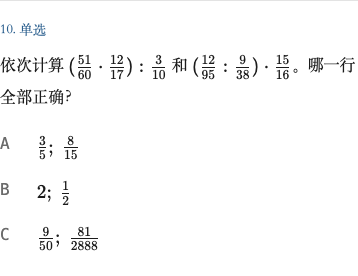 10. 单选
依次计算 (51/60 · 12/17) : 3/10 和 (12/95 : 9/38) · 15/16。哪一行
全部正确?
A 3/5; 8/15
B 2; 1/2
C 9/50; 81/2888